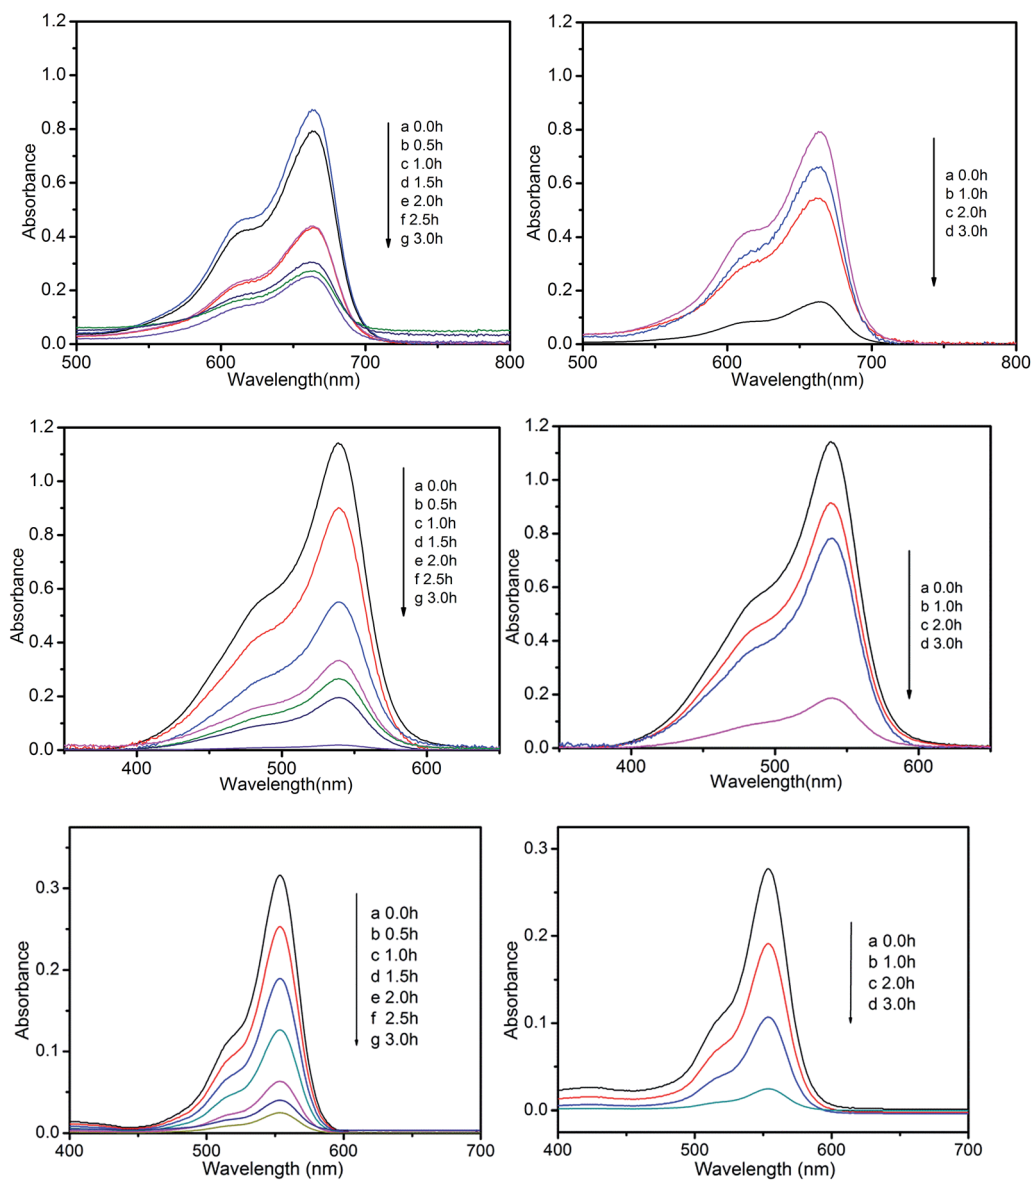 1.2
1.0
0.8
0.6
0.4
0.2
0.0
Absorbance
500 600 700 800
Wavelength(nm)
a 0.0h
b 0.5h
c 1.0h
d 1.5h
e 2.0h
f 2.5h
g 3.0h
1.2
1.0
0.8
0.6
0.4
0.2
0.0
Absorbance
500 600 700 800
Wavelength(nm)
a 0.0h
b 1.0h
c 2.0h
d 3.0h
1.2
1.0
0.8
0.6
0.4
0.2
0.0
Absorbance
400 500 600
Wavelength(nm)
a 0.0h
b 0.5h
c 1.0h
d 1.5h
e 2.0h
f 2.5h
g 3.0h
1.2
1.0
0.8
0.6
0.4
0.2
0.0
Absorbance
400 500 600
Wavelength(nm)
a 0.0h
b 1.0h
c 2.0h
d 3.0h
0.3
0.2
0.1
0.0
Absorbance
400 500 600 700
Wavelength (nm)
a 0.0h
b 0.5h
c 1.0h
d 1.5h
e 2.0h
f 2.5h
g 3.0h
0.3
0.2
0.1
0.0
Absorbance
400 500 600 700
Wavelength (nm)
a 0.0h
b 1.0h
c 2.0h
d 3.0h